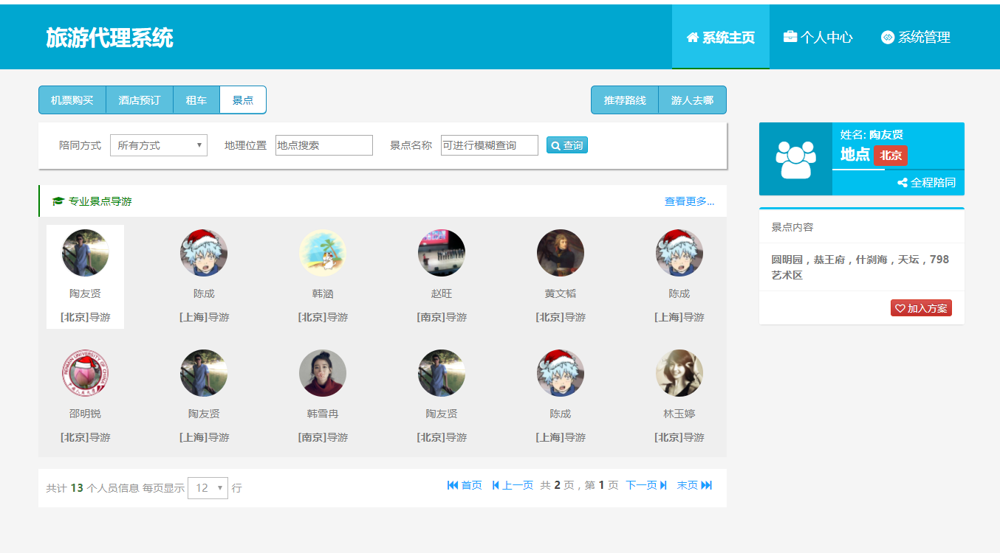 旅游代理系统
系统主页 个人中心 系统管理
机票购买 酒店预订 租车 景点 推荐路线 游人去哪
陪同方式 所有方式 地理位置 地点搜索 景点名称 可进行模糊查询 查询
专业景点导游 查看更多...
陶友贤 陈成 韩涵 赵旺 黄文韬 陈成
[北京]导游 [上海]导游 [北京]导游 [南京]导游 [北京]导游 [上海]导游
邵明锐 陶友贤 韩雪冉 陶友贤 陈成 林玉婷
[北京]导游 [上海]导游 [南京]导游 [北京]导游 [上海]导游 [北京]导游
共计 13 个人员信息 每页显示 12 行 首页 上一页 共 2 页，第 1 页 下一页 末页
姓名: 陶友贤
地点 北京
全程陪同
景点内容
圆明园，恭王府，什刹海，天坛，798
艺术区
加入方案